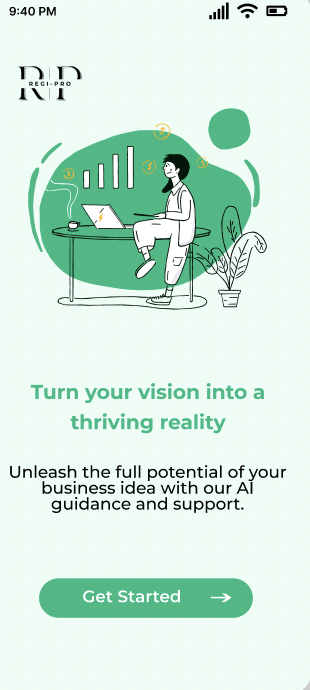 9:40 PM
R P
REGI-PRO
Turn your vision into a
thriving reality
Unleash the full potential of your
business idea with our AI
guidance and support.
Get Started